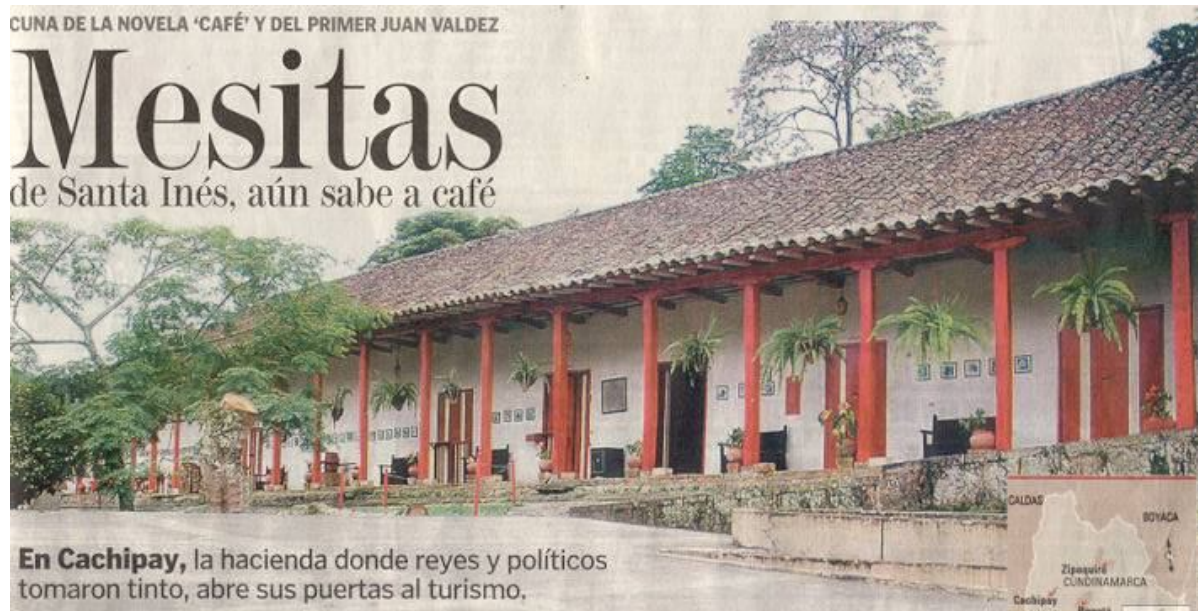 CUNA DE LA NOVELA 'CAFÉ' Y DEL PRIMER JUAN VALDEZ
Mesitas
de Santa Inés, aún sabe a café
En Cachipay, la hacienda donde reyes y políticos
tomaron tinto, abre sus puertas al turismo.
CALDAS
BOYACA
Zipaquirá
CUNDINAMARCA
Cachipay